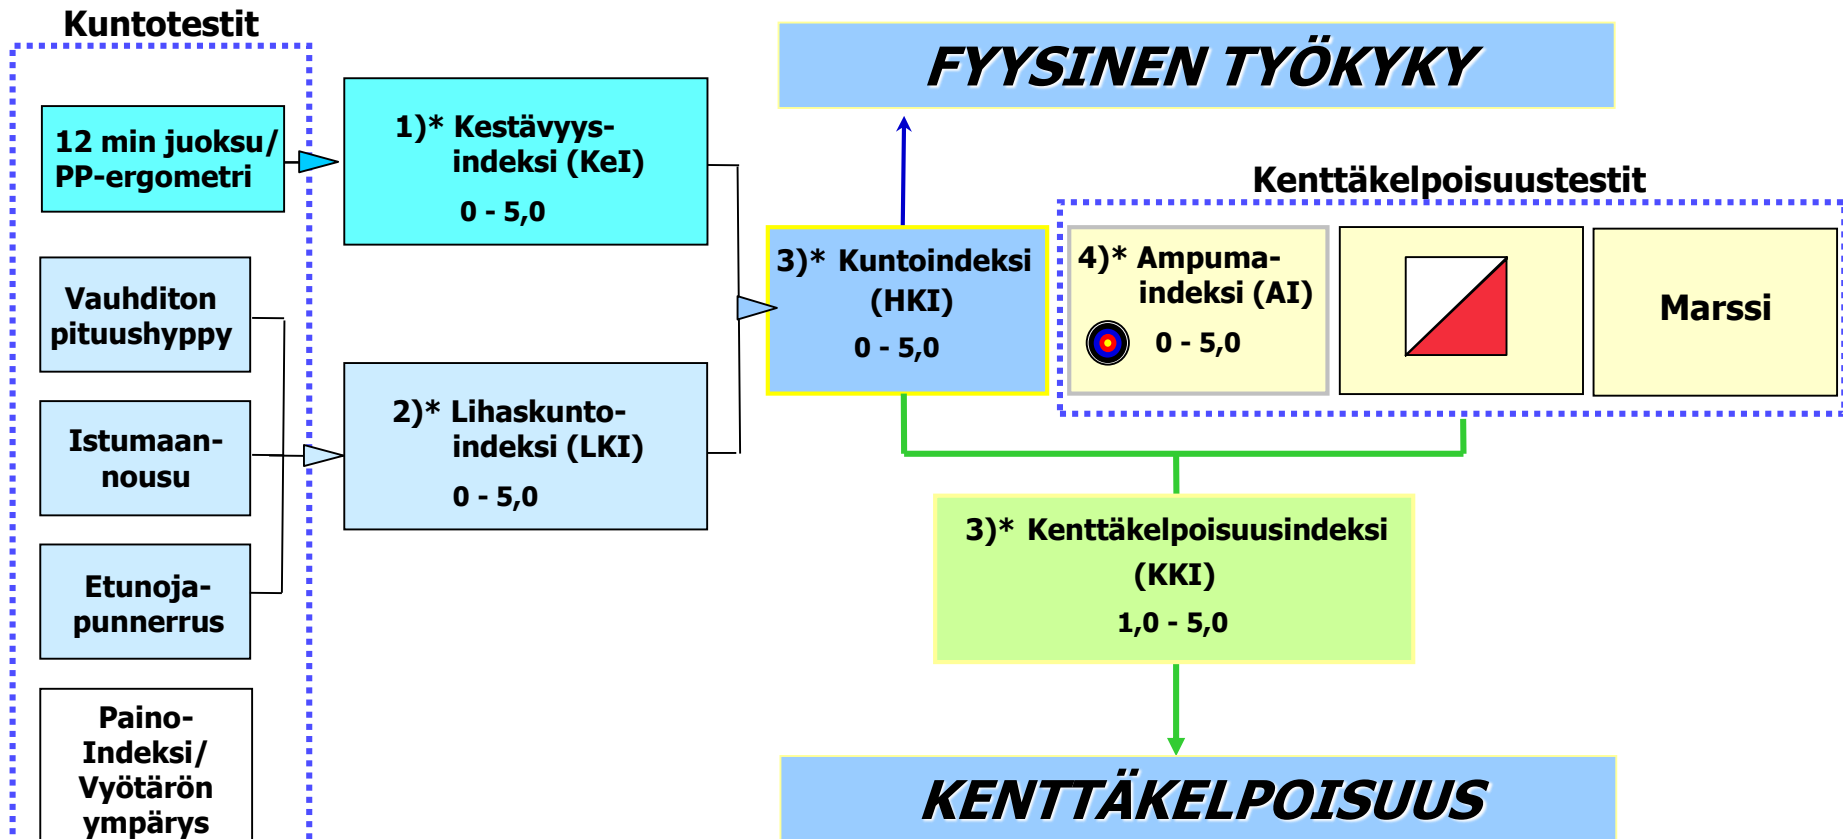 Kuntotestit
12 min juoksu/
PP-ergometri
Vauhditon
pituushyppy
Istumaan-
nousu
Etunoja-
punnerrus
Paino-
Indeksi/
Vyötärön
ympärys
1)* Kestävyys-
indeksi (KeI)
0 - 5,0
2)* Lihaskunto-
indeksi (LKI)
0 - 5,0
FYYSINEN TYÖKYKY
3)* Kuntoindeksi
(HKI)
0 - 5,0
Kenttäkelpoisuustestit
4)* Ampuma-
indeksi (AI)
0 - 5,0
Marssi
3)* Kenttäkelpoisuusindeksi
(KKI)
1,0 - 5,0
KENTTÄKELPOISUUS